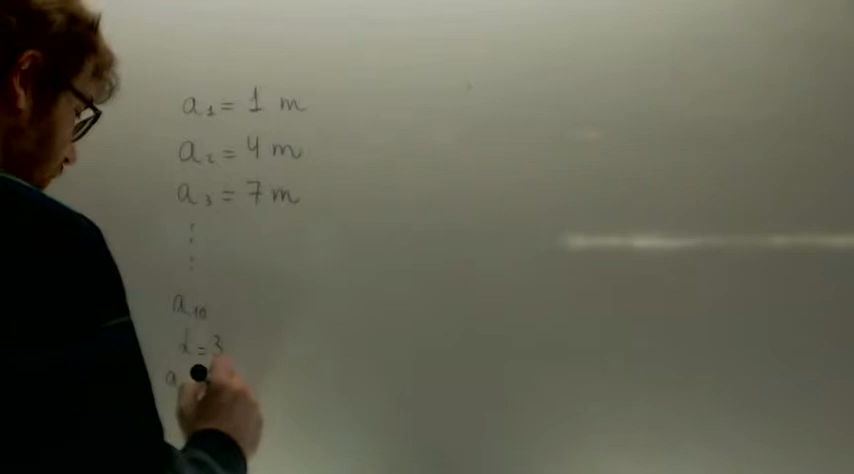 a₁ = 1 m
a₂ = 4 m
a₃ = 7 m
⋮
a₁₀
d = 3
a